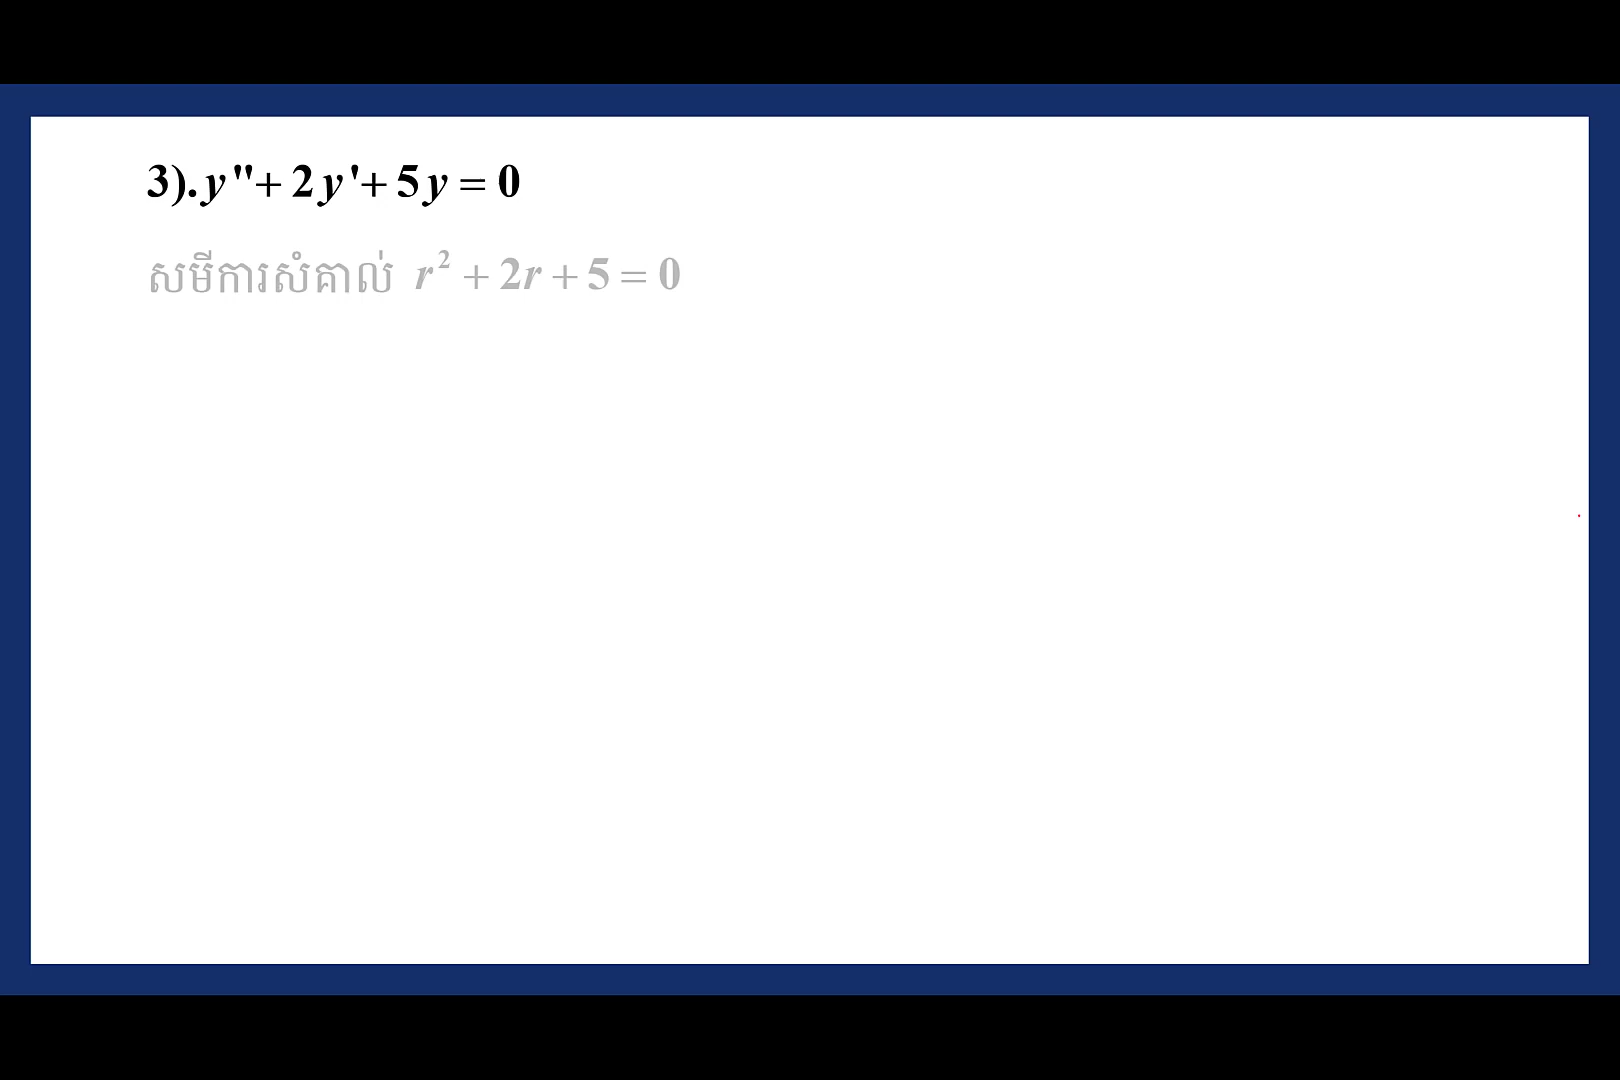 3). y'' + 2y' + 5y = 0
សមីការសំគាល់ r² + 2r + 5 = 0